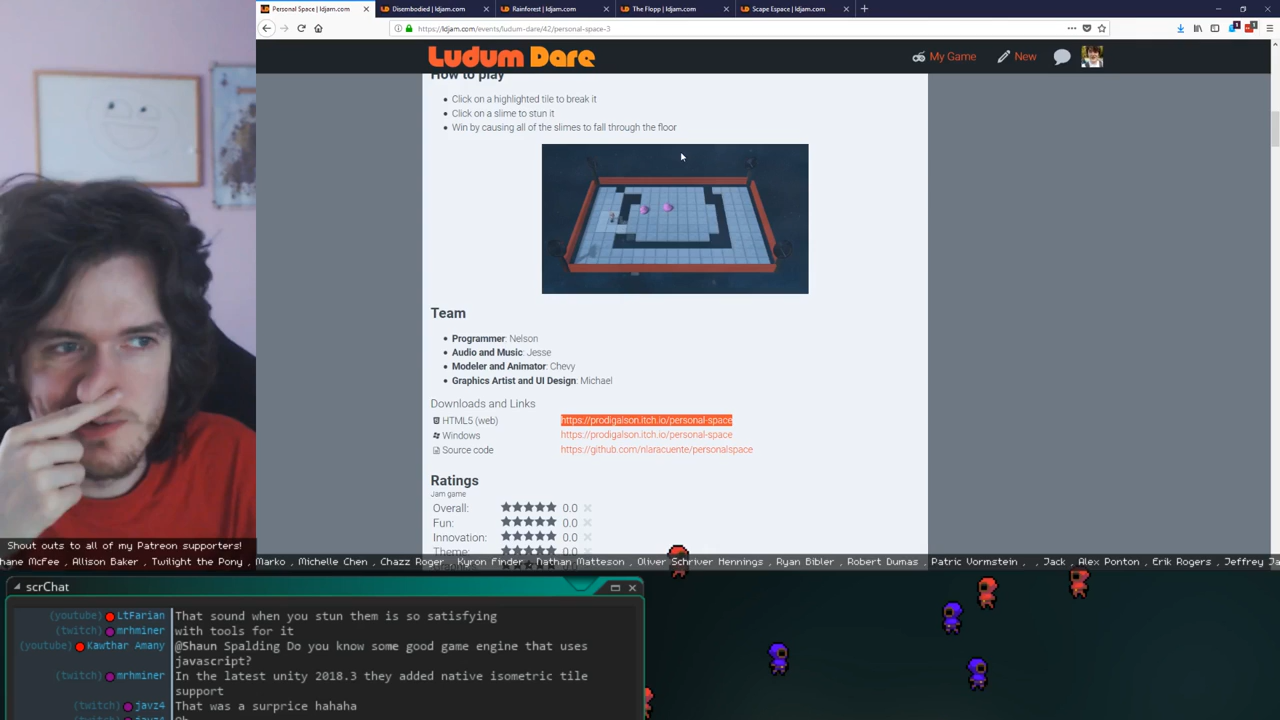 Personal Space | ldjam.com
Disembodied | ldjam.com
Rainforest | ldjam.com
The Flopp | ldjam.com
Scape Espace | ldjam.com
https://ldjam.com/events/ludum-dare/42/personal-space-3
Ludum Dare
My Game
New
How to play
Click on a highlighted tile to break it
Click on a slime to stun it
Win by causing all of the slimes to fall through the floor
Team
Programmer: Nelson
Audio and Music: Jesse
Modeler and Animator: Chevy
Graphics Artist and UI Design: Michael
Downloads and Links
HTML5 (web) https://prodigalson.itch.io/personal-space
Windows https://prodigalson.itch.io/personal-space
Source code https://github.com/nlaracuente/personalspace
Ratings
Jam game
Overall: 0.0
Fun: 0.0
Innovation: 0.0
Theme: 0.0
Shout outs to all of my Patreon supporters!
hane McFee , Allison Baker , Twilight the Pony , Marko , Michelle Chen , Chazz Roger , Kyron Finder , Nathan Matteson , Oliver Schriver Hennings , Ryan Bibler , Robert Dumas , Patric Vormstein , , Jack , Alex Ponton , Erik Rogers , Jeffrey Ja
scrChat
(youtube) LtFarian That sound when you stun them is so satisfying
(twitch) mrhminer with tools for it
(youtube) Kawthar Amany @Shaun Spalding Do you know some good game engine that uses
javascript?
(twitch) mrhminer In the latest unity 2018.3 they added native isometric tile
support
(twitch) javz4 That was a surprice hahaha